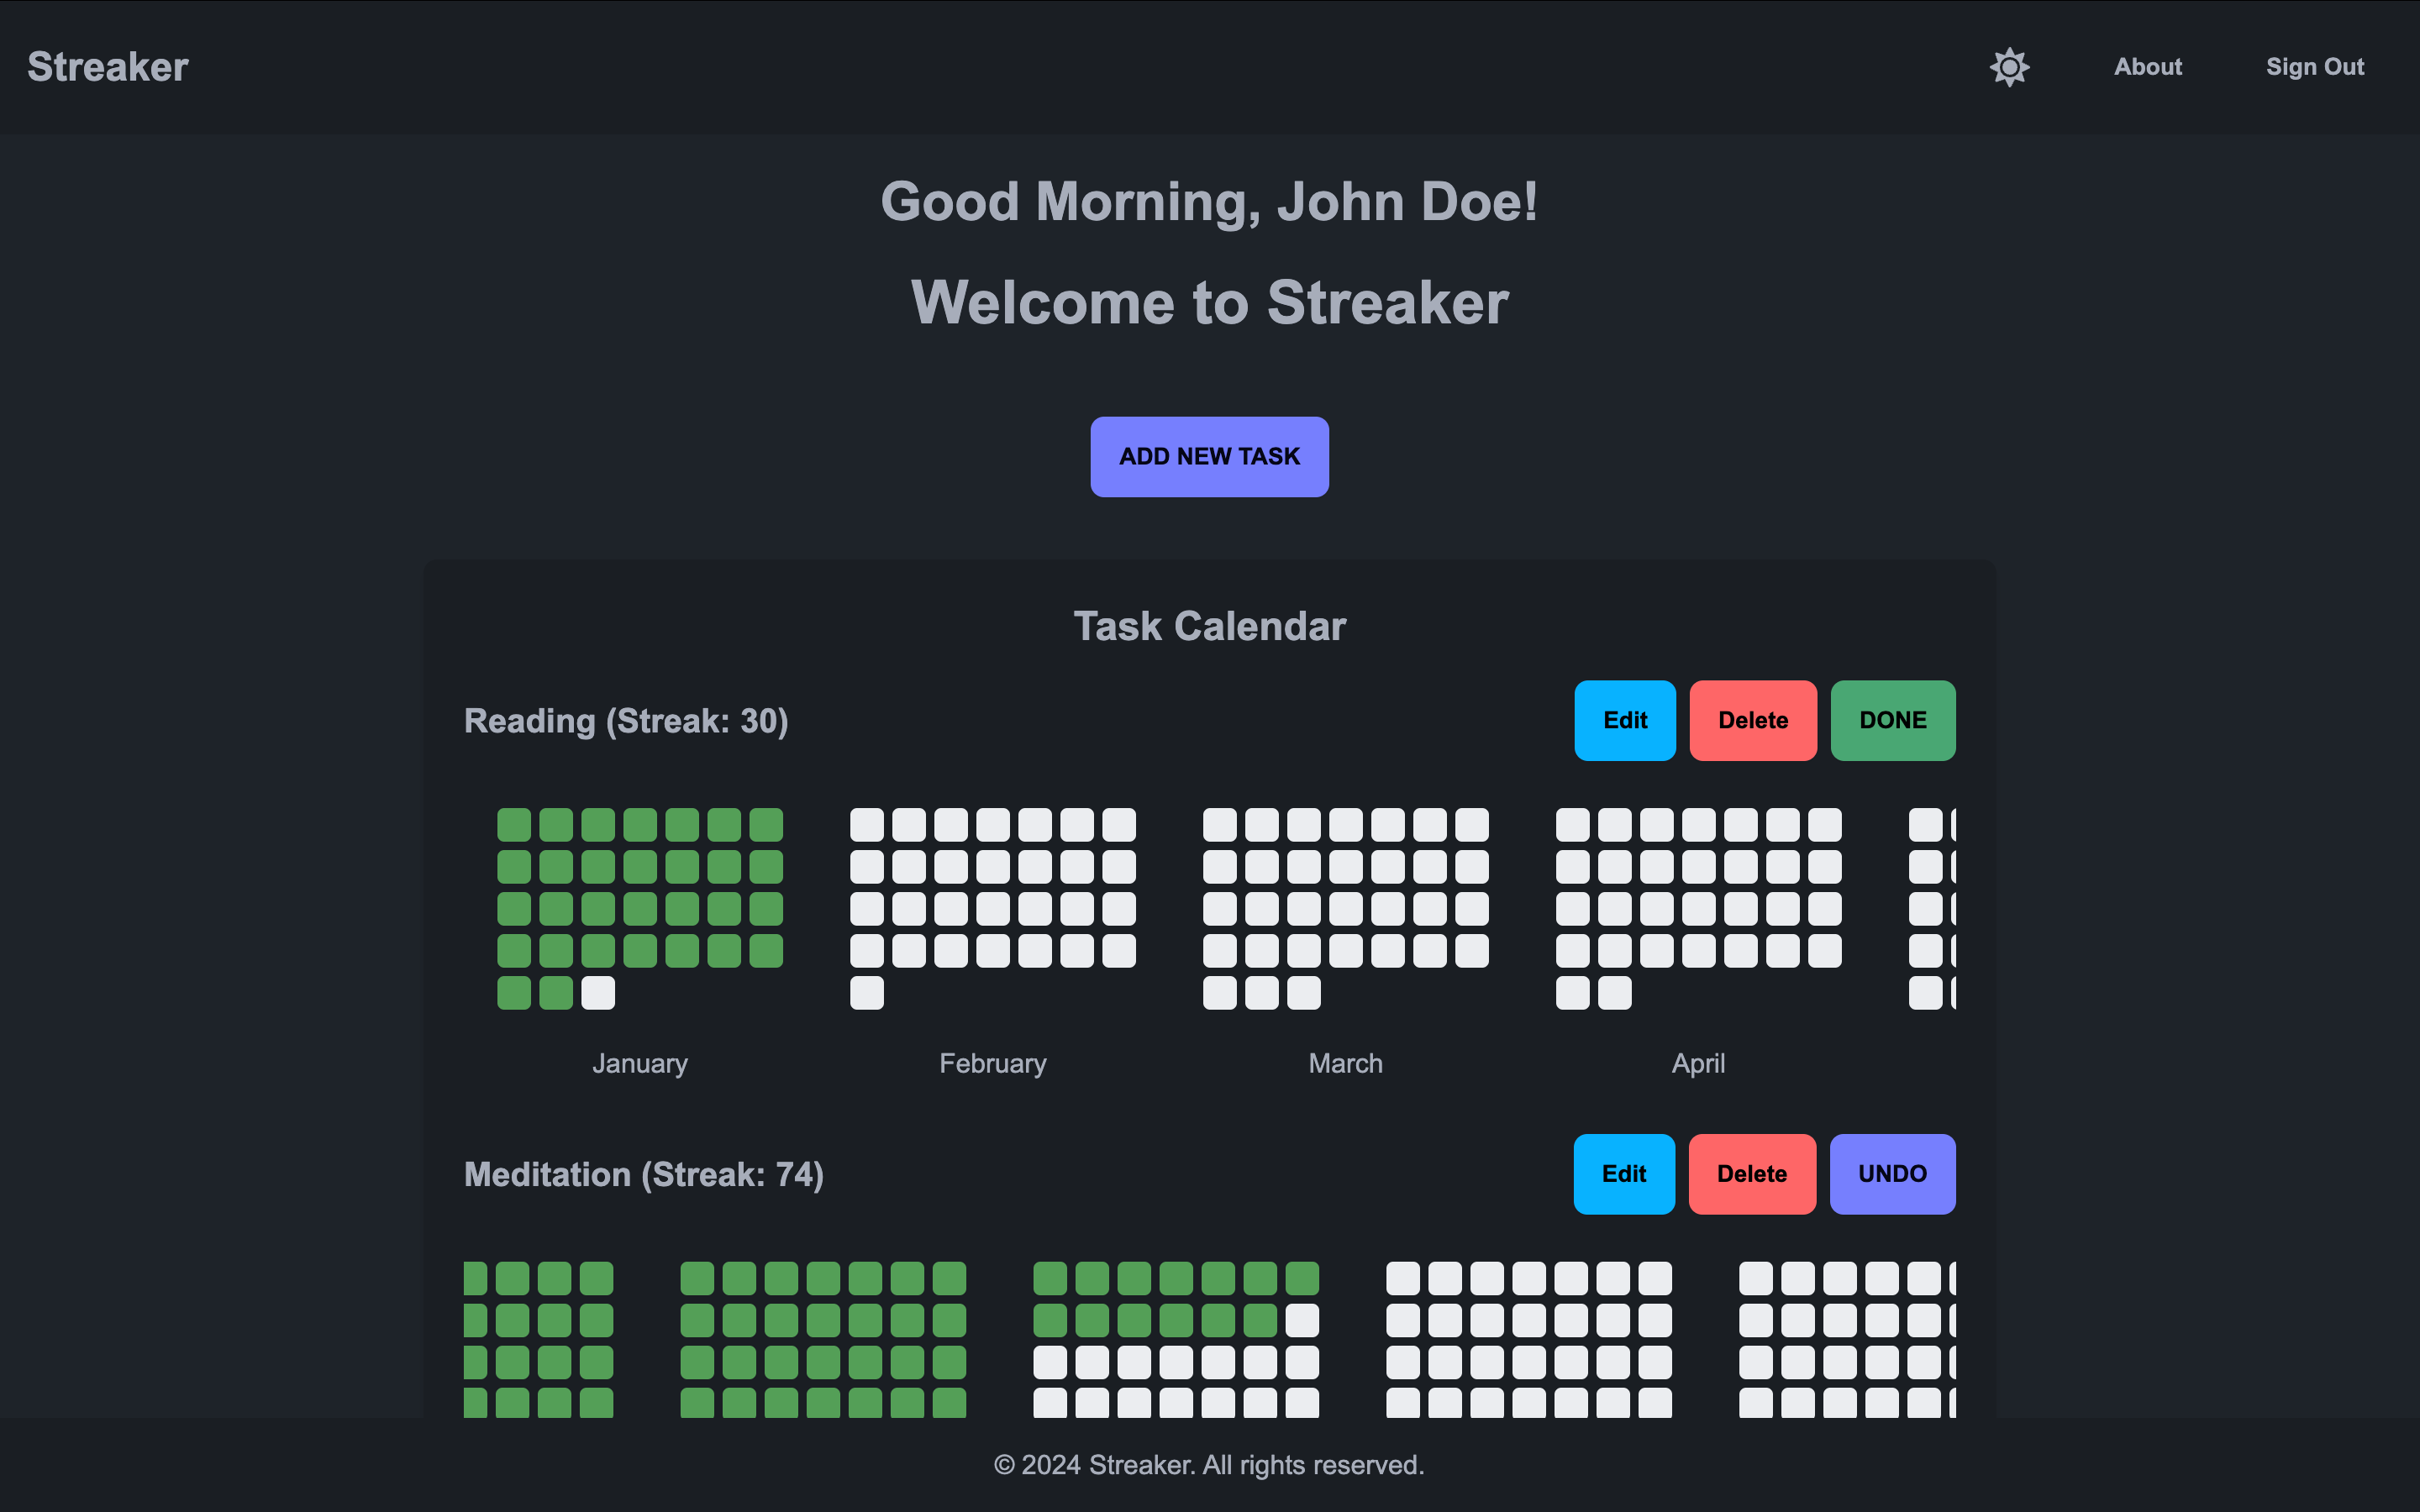 Streaker
About
Sign Out
Good Morning, John Doe!
Welcome to Streaker
ADD NEW TASK
Task Calendar
Reading (Streak: 30)
Edit
Delete
DONE
January
February
March
April
Meditation (Streak: 74)
Edit
Delete
UNDO
© 2024 Streaker. All rights reserved.